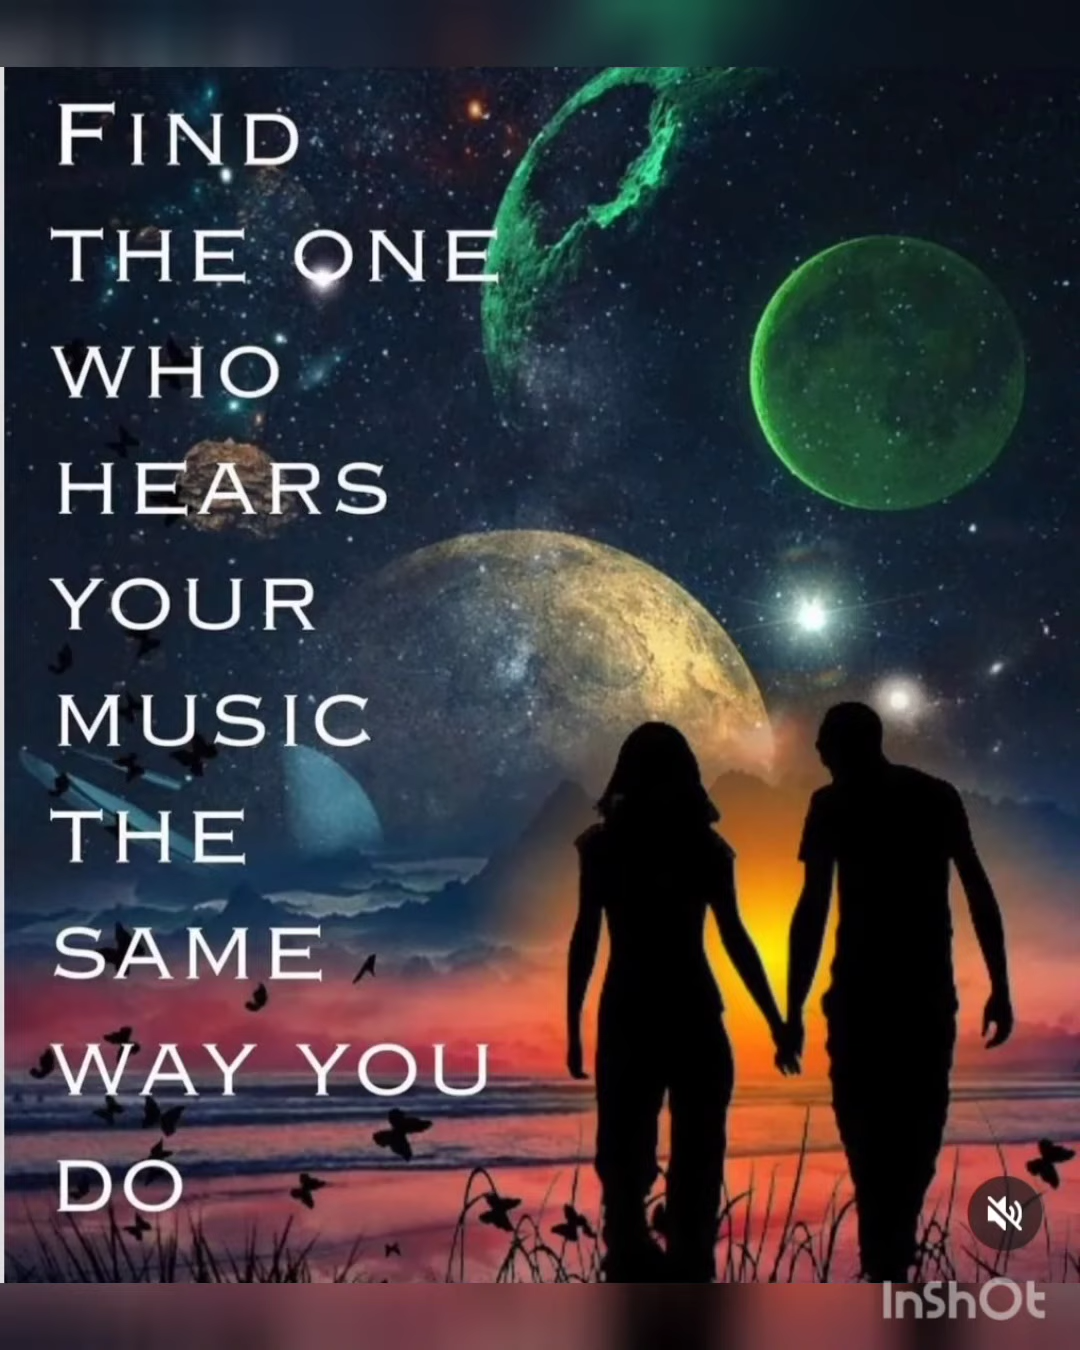 FIND
THE ONE
WHO
HEARS
YOUR
MUSIC
THE
SAME
WAY YOU
DO
InShOt